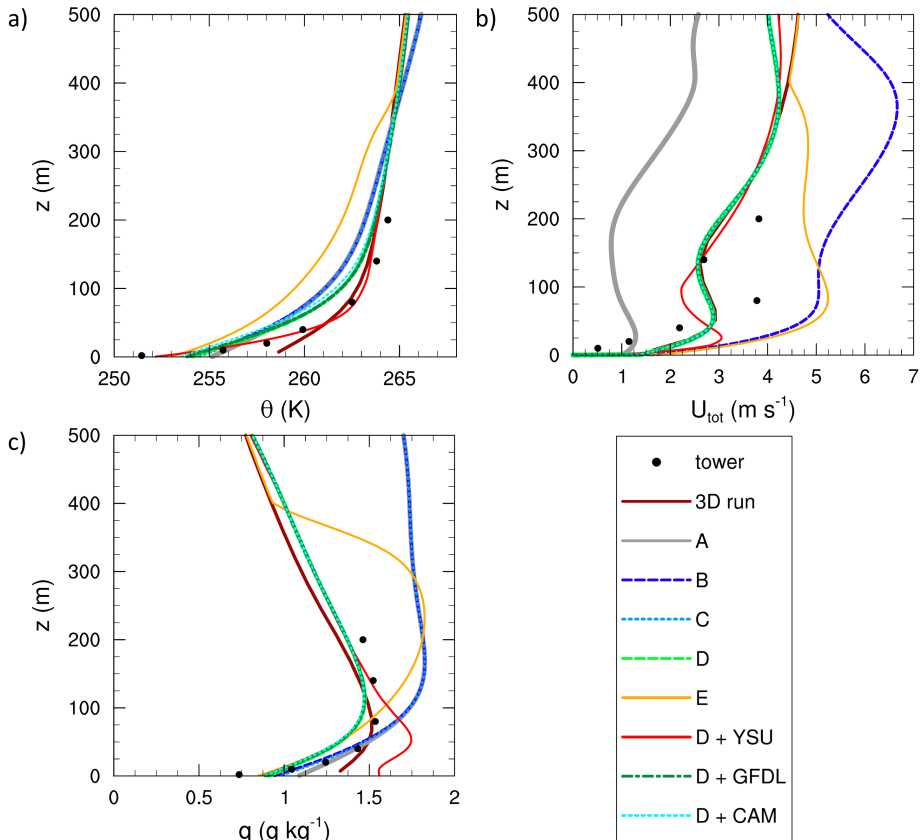 a)
500
400
300
200
100
0
z (m)
250
255
260
265
θ (K)
b)
500
400
300
200
100
0
z (m)
0
1
2
3
4
5
6
7
U_tot (m s⁻¹)
c)
500
400
300
200
100
0
z (m)
0
0.5
1
1.5
2
q (g kg⁻¹)
tower
3D run
A
B
C
D
E
D + YSU
D + GFDL
D + CAM